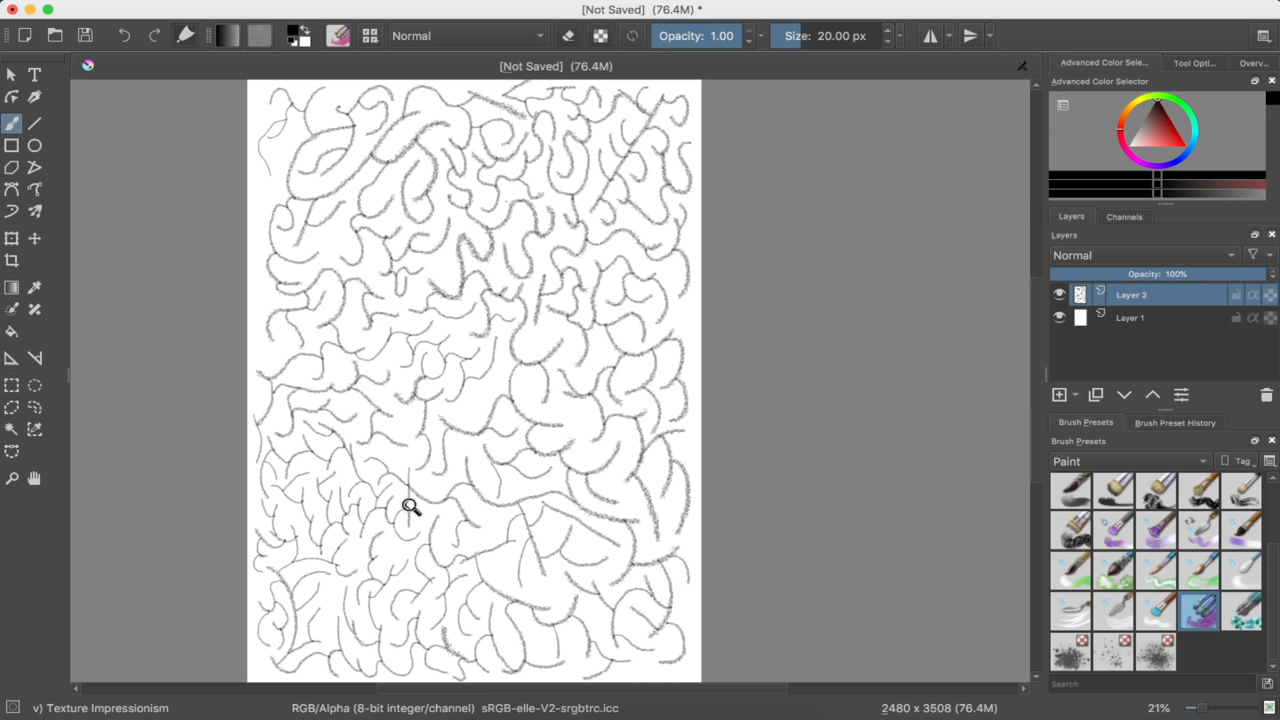 [Not Saved] (76.4M) *
Normal
Opacity: 1.00
Size: 20.00 px
[Not Saved] (76.4M)
Advanced Color Sele...
Tool Opti...
Overv...
Advanced Color Selector
Layers
Channels
Layers
Normal
Opacity: 100%
Layer 2
Layer 1
Brush Presets
Brush Preset History
Brush Presets
Paint
Tag
Search
v) Texture Impressionism
RGB/Alpha (8-bit integer/channel) sRGB-elle-V2-srgbtrc.icc
2480 x 3508 (76.4M)
21%